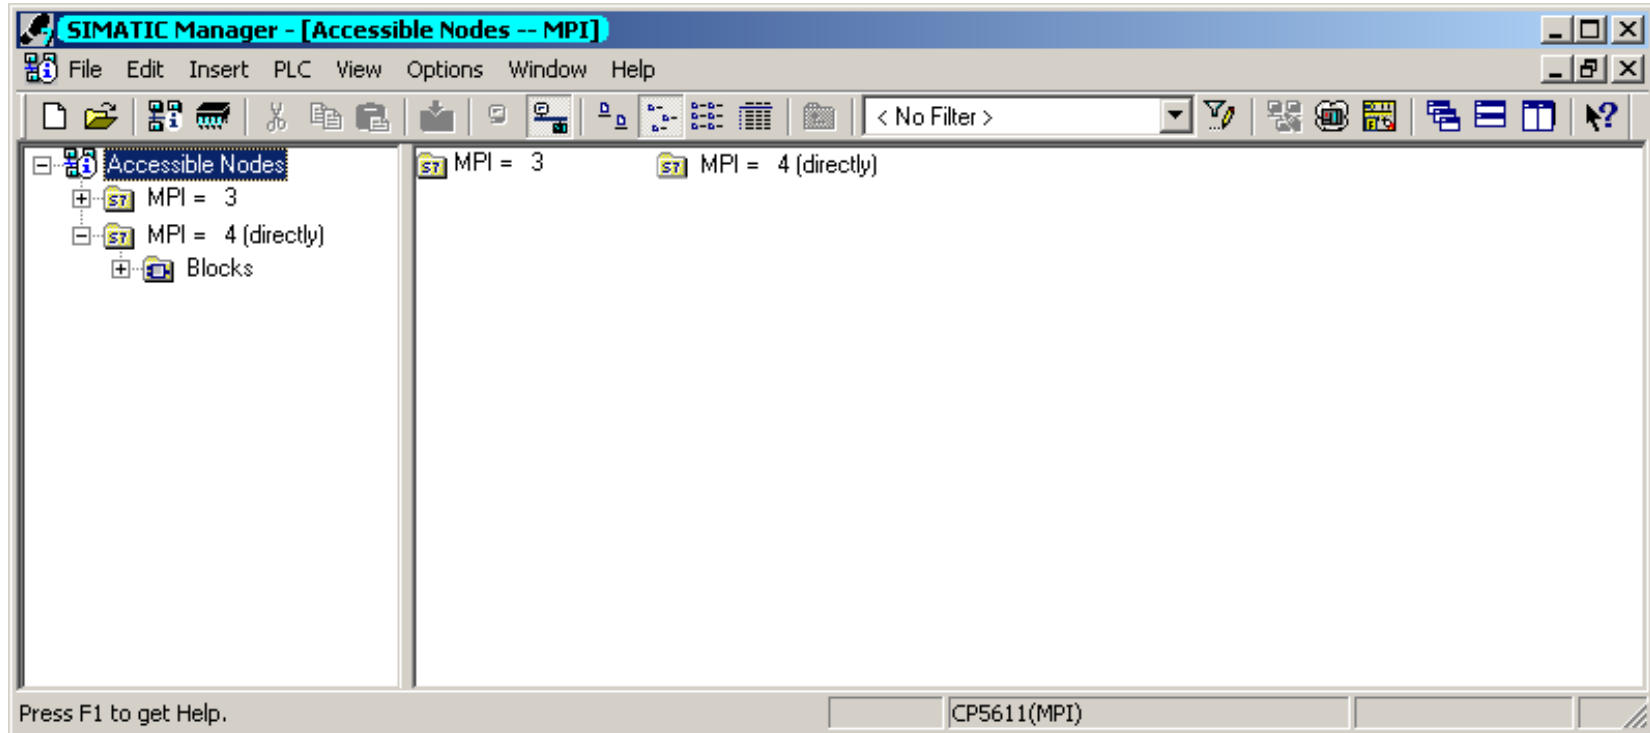 SIMATIC Manager - [Accessible Nodes -- MPI]
File Edit Insert PLC View Options Window Help
< No Filter >
Accessible Nodes
MPI = 3
MPI = 4 (directly)
Blocks
MPI = 3 MPI = 4 (directly)
Press F1 to get Help. CP5611(MPI)